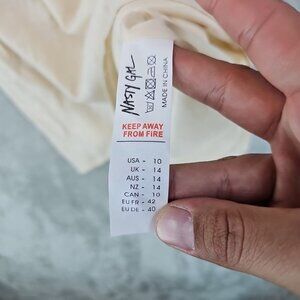 NASTY GAL
MADE IN CHINA
KEEP AWAY
FROM FIRE
USA - 10
UK - 14
AUS - 14
NZ - 14
CAN - 10
EU FR - 42
EU DE - 40